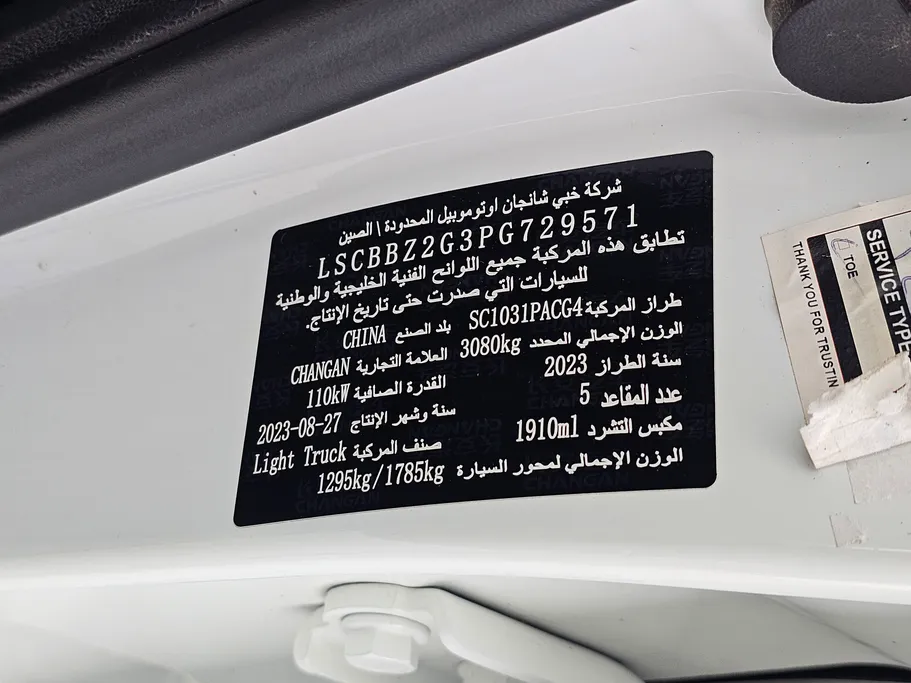 شركة خبي شانجان اوتوموبيل المحدودة \ الصين
LSCBBZ2G3PG729571
تطابق هذه المركبة جميع اللوائح الفنية الخليجية والوطنية
للسيارات التي صدرت حتى تاريخ الإنتاج.
طراز المركبة SC1031PACG4 بلد الصنع CHINA
الوزن الإجمالي المحدد 3080kg العلامة التجارية CHANGAN
سنة الطراز 2023 القدرة الصافية 110kW
عدد المقاعد 5 سنة وشهر الإنتاج 2023-08-27
مكبس التشرد 1910ml صنف المركبة Light Truck
الوزن الإجمالي لمحور السيارة 1295kg/1785kg
SERVICE TYPE
TOE
THANK YOU FOR TRUSTIN